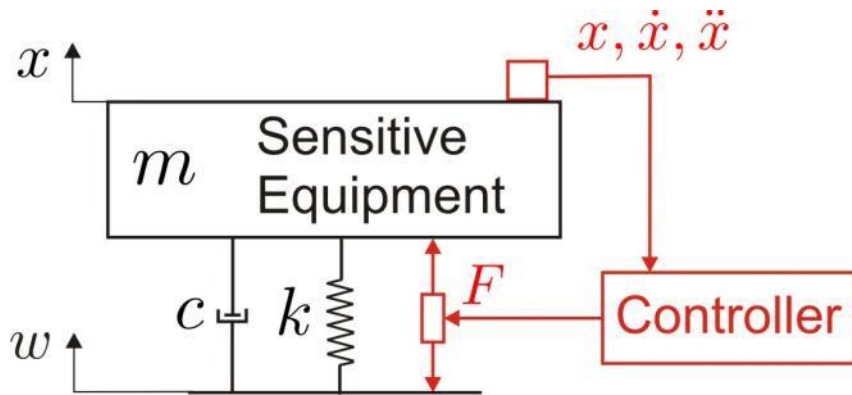 x, ẋ, ẍ
x
m
Sensitive
Equipment
c
k
F
Controller
w